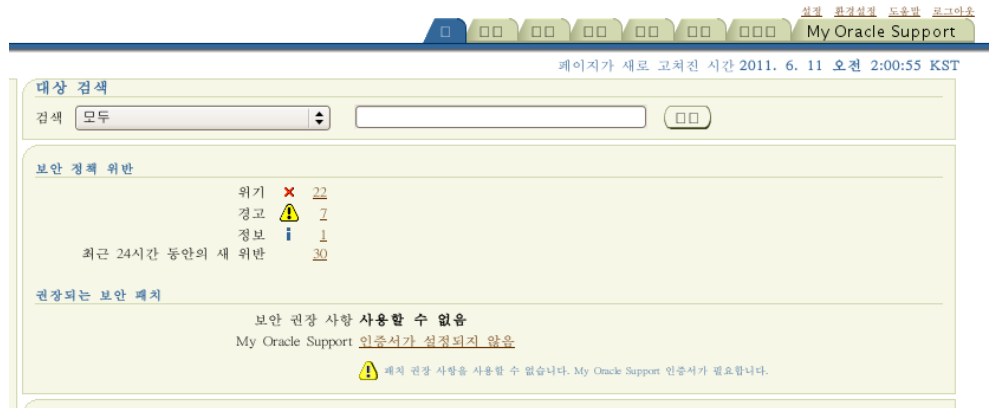 설정 환경설정 도움말 로그아웃
My Oracle Support
페이지가 새로 고쳐진 시간 2011. 6. 11 오전 2:00:55 KST
대상 검색
검색 모두
보안 정책 위반
위기 22
경고 7
정보 1
최근 24시간 동안의 새 위반 30
권장되는 보안 패치
보안 권장 사항 사용할 수 없음
My Oracle Support 인증서가 설정되지 않음
패치 권장 사항을 사용할 수 없습니다. My Oracle Support 인증서가 필요합니다.